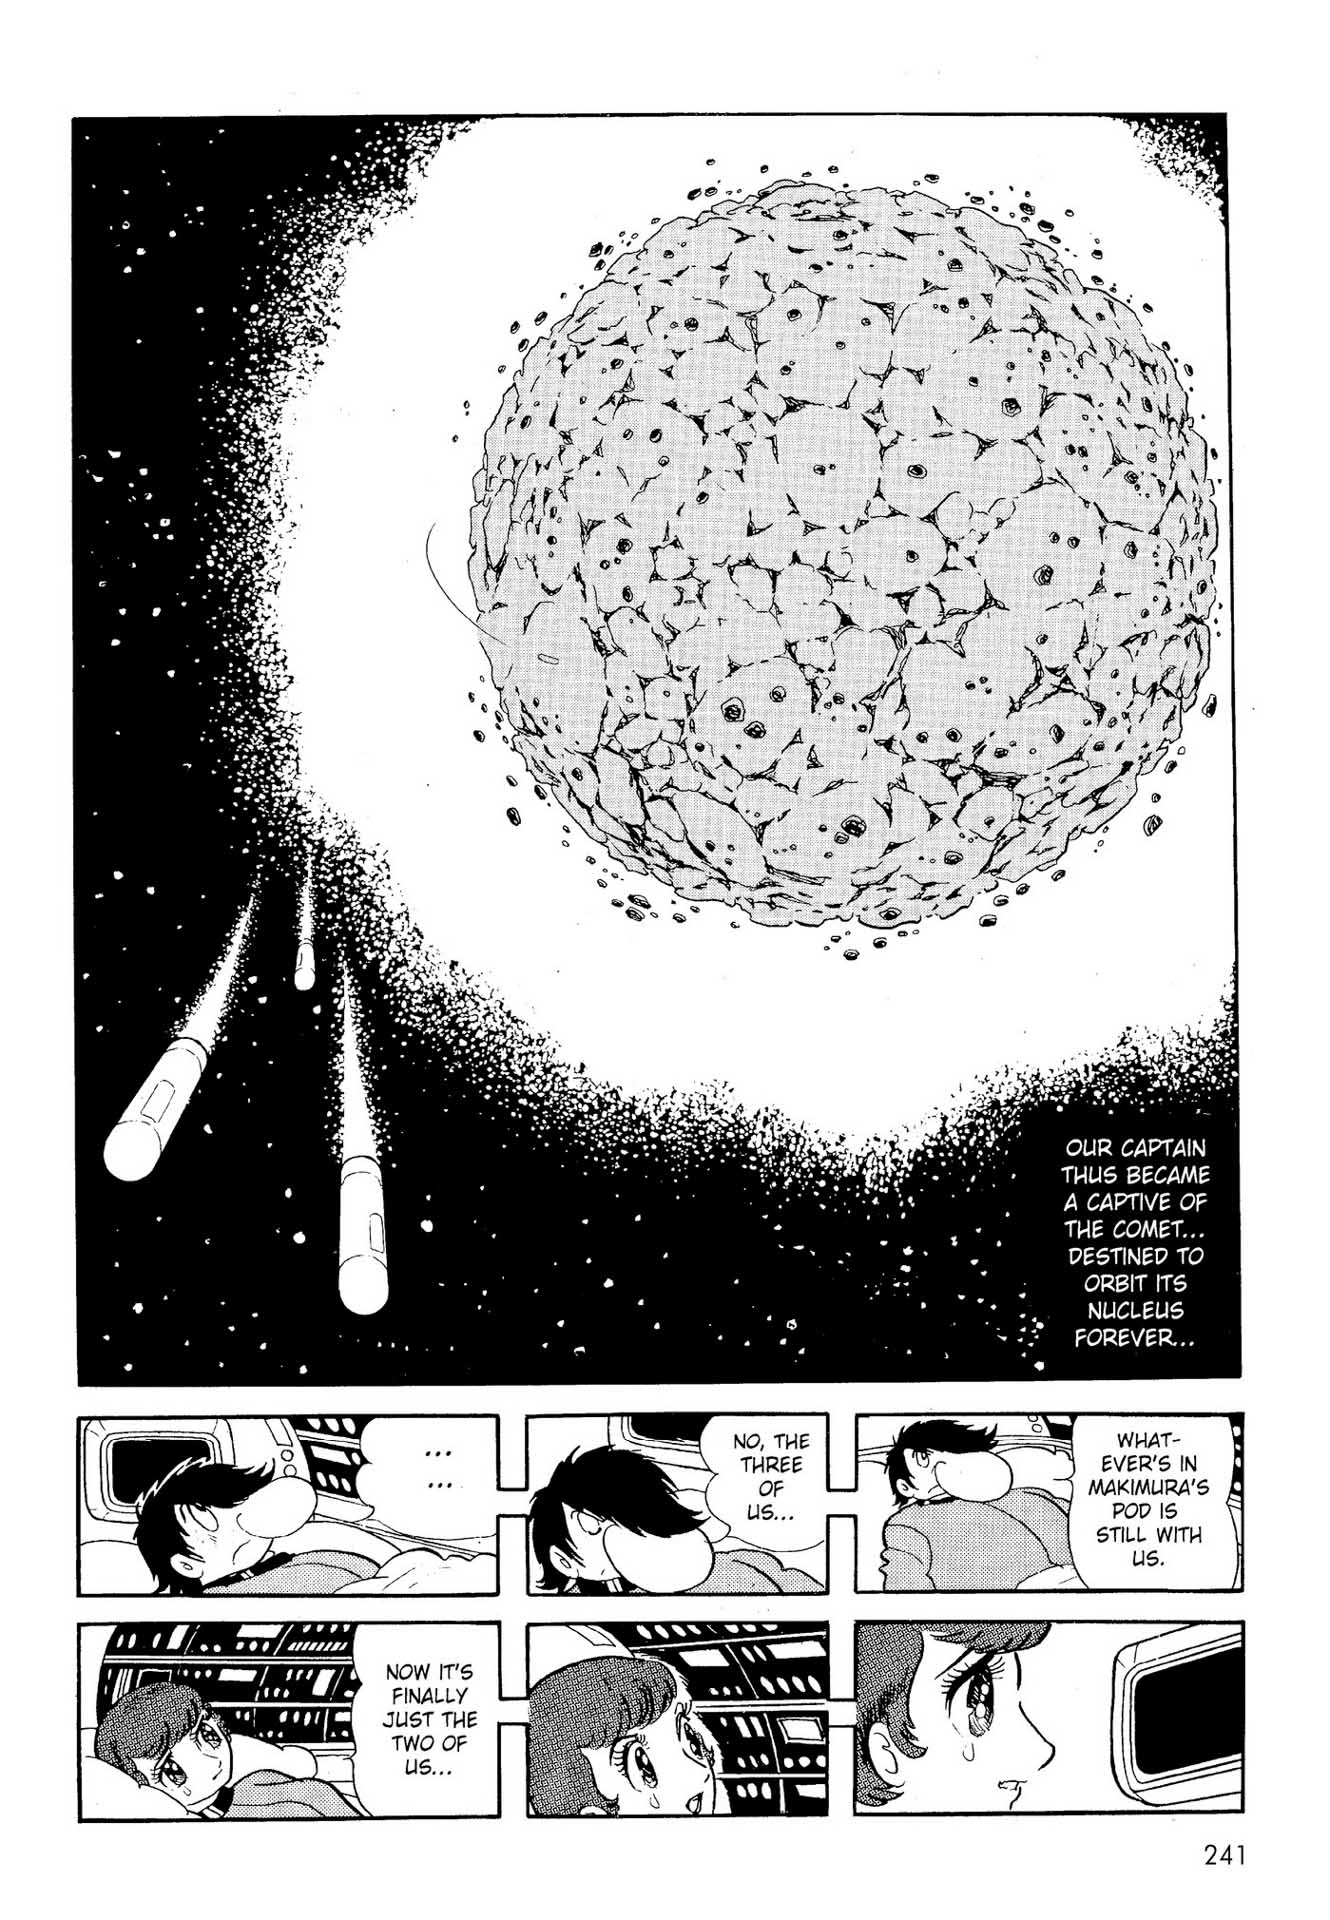 OUR CAPTAIN
THUS BECAME
A CAPTIVE OF
THE COMET...
DESTINED TO
ORBIT ITS
NUCLEUS
FOREVER...
...
...
NOW IT'S
FINALLY
JUST THE
TWO OF
US...
NO, THE
THREE
OF
US...
WHAT-
EVER'S IN
MAKIMURA'S
POD IS
STILL WITH
US.
241